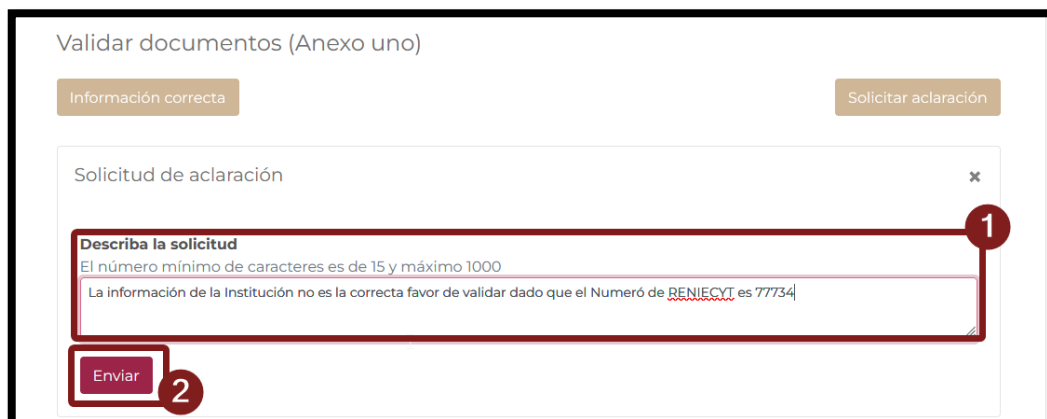 Validar documentos (Anexo uno)
Información correcta
Solicitar aclaración
Solicitud de aclaración
×
1
Describa la solicitud
El número mínimo de caracteres es de 15 y máximo 1000
La información de la Institución no es la correcta favor de validar dado que el Numeró de RENIECYT es 77734
Enviar
2